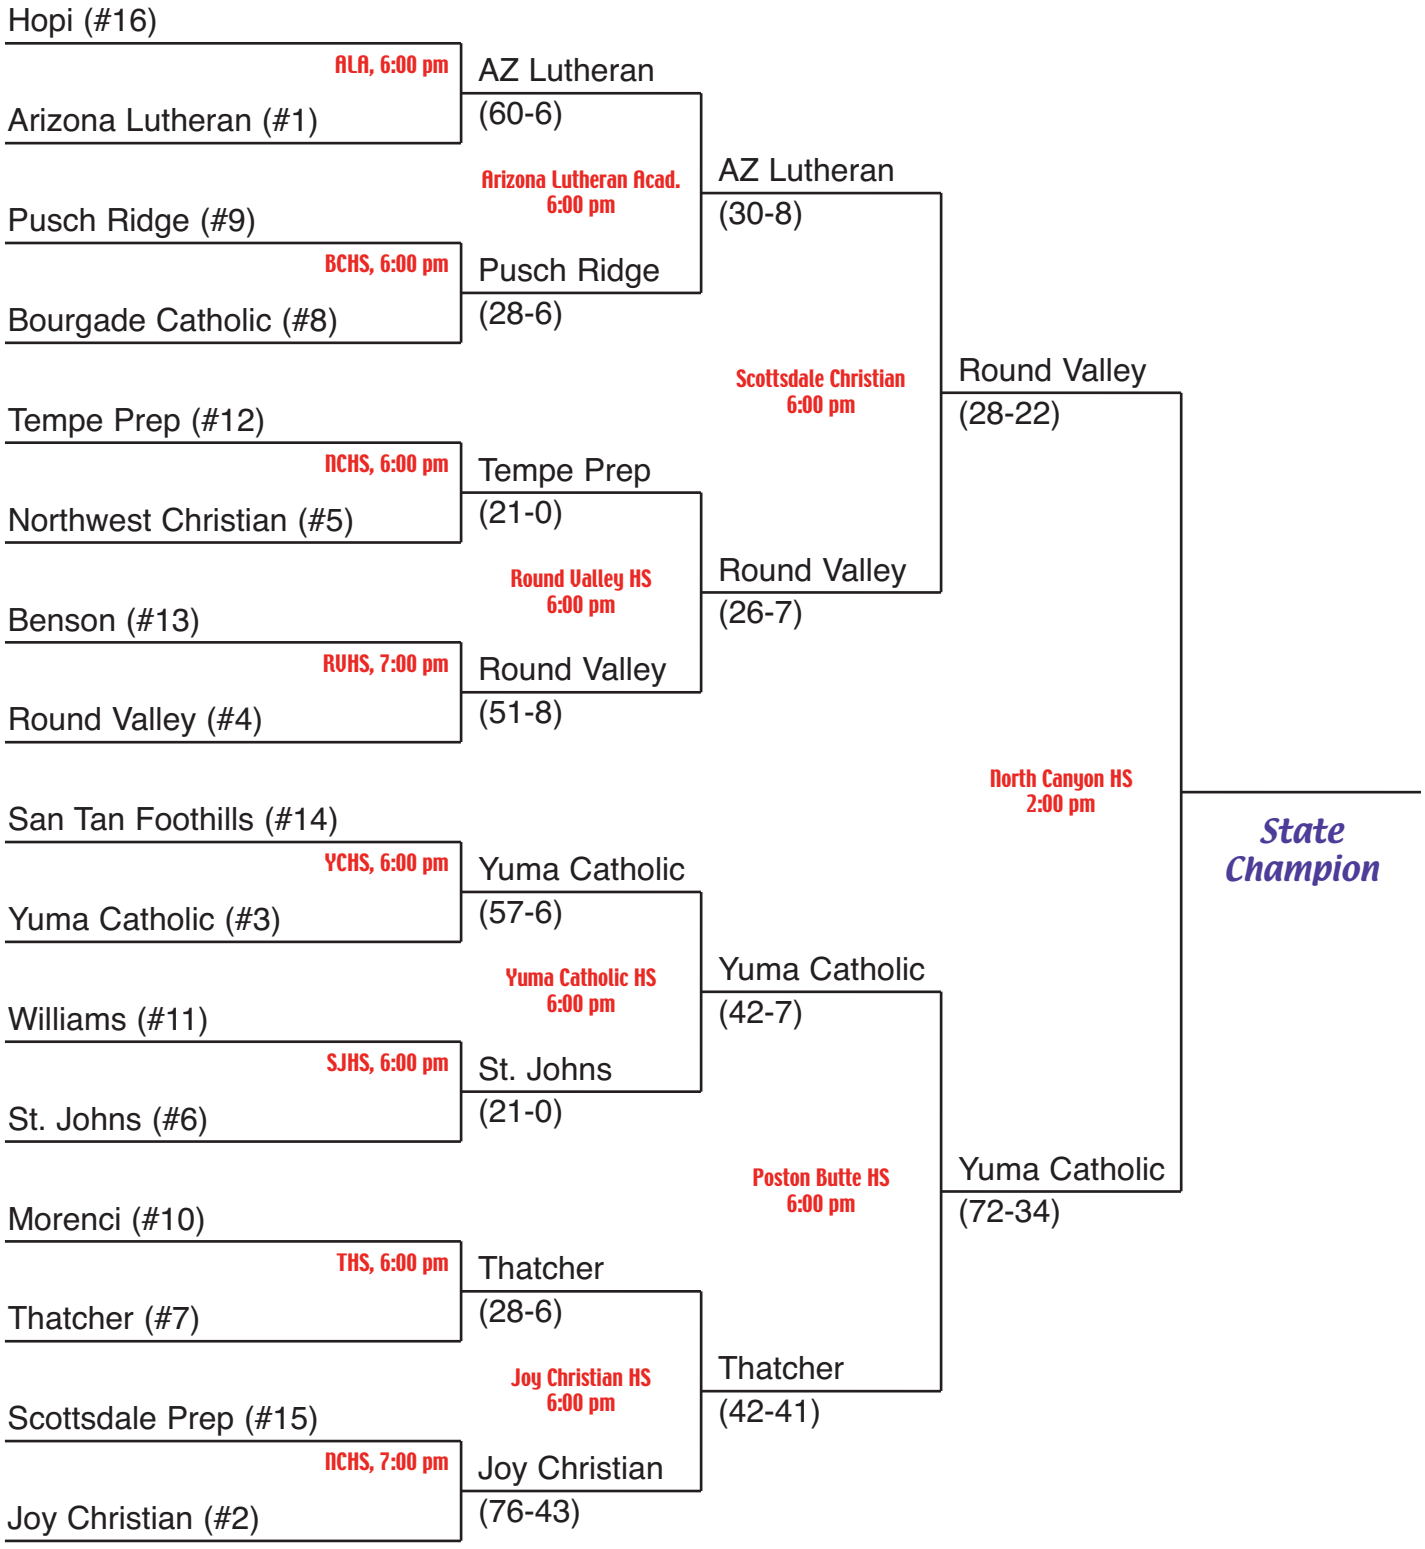 Hopi (#16)
ALA, 6:00 pm
Arizona Lutheran (#1)
AZ Lutheran
(60-6)
Arizona Lutheran Acad.
6:00 pm
Pusch Ridge (#9)
BCHS, 6:00 pm
Bourgade Catholic (#8)
Pusch Ridge
(28-6)
AZ Lutheran
(30-8)
Scottsdale Christian
6:00 pm
Tempe Prep (#12)
NCHS, 6:00 pm
Northwest Christian (#5)
Tempe Prep
(21-0)
Round Valley HS
6:00 pm
Benson (#13)
RVHS, 7:00 pm
Round Valley (#4)
Round Valley
(51-8)
Round Valley
(26-7)
Round Valley
(28-22)
North Canyon HS
2:00 pm
State
Champion
San Tan Foothills (#14)
YCHS, 6:00 pm
Yuma Catholic (#3)
Yuma Catholic
(57-6)
Yuma Catholic HS
6:00 pm
Williams (#11)
SJHS, 6:00 pm
St. Johns (#6)
St. Johns
(21-0)
Yuma Catholic
(42-7)
Poston Butte HS
6:00 pm
Yuma Catholic
(72-34)
Morenci (#10)
THS, 6:00 pm
Thatcher (#7)
Thatcher
(28-6)
Joy Christian HS
6:00 pm
Thatcher
(42-41)
Scottsdale Prep (#15)
NCHS, 7:00 pm
Joy Christian (#2)
Joy Christian
(76-43)